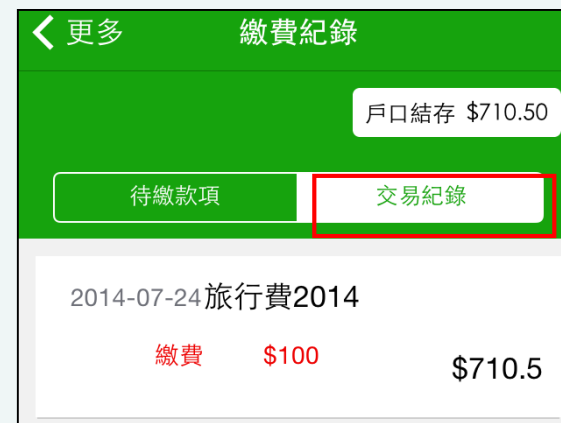 更多 繳費紀錄
戶口結存 $710.50
待繳款項 交易紀錄
2014-07-24旅行費2014
繳費 $100 $710.5